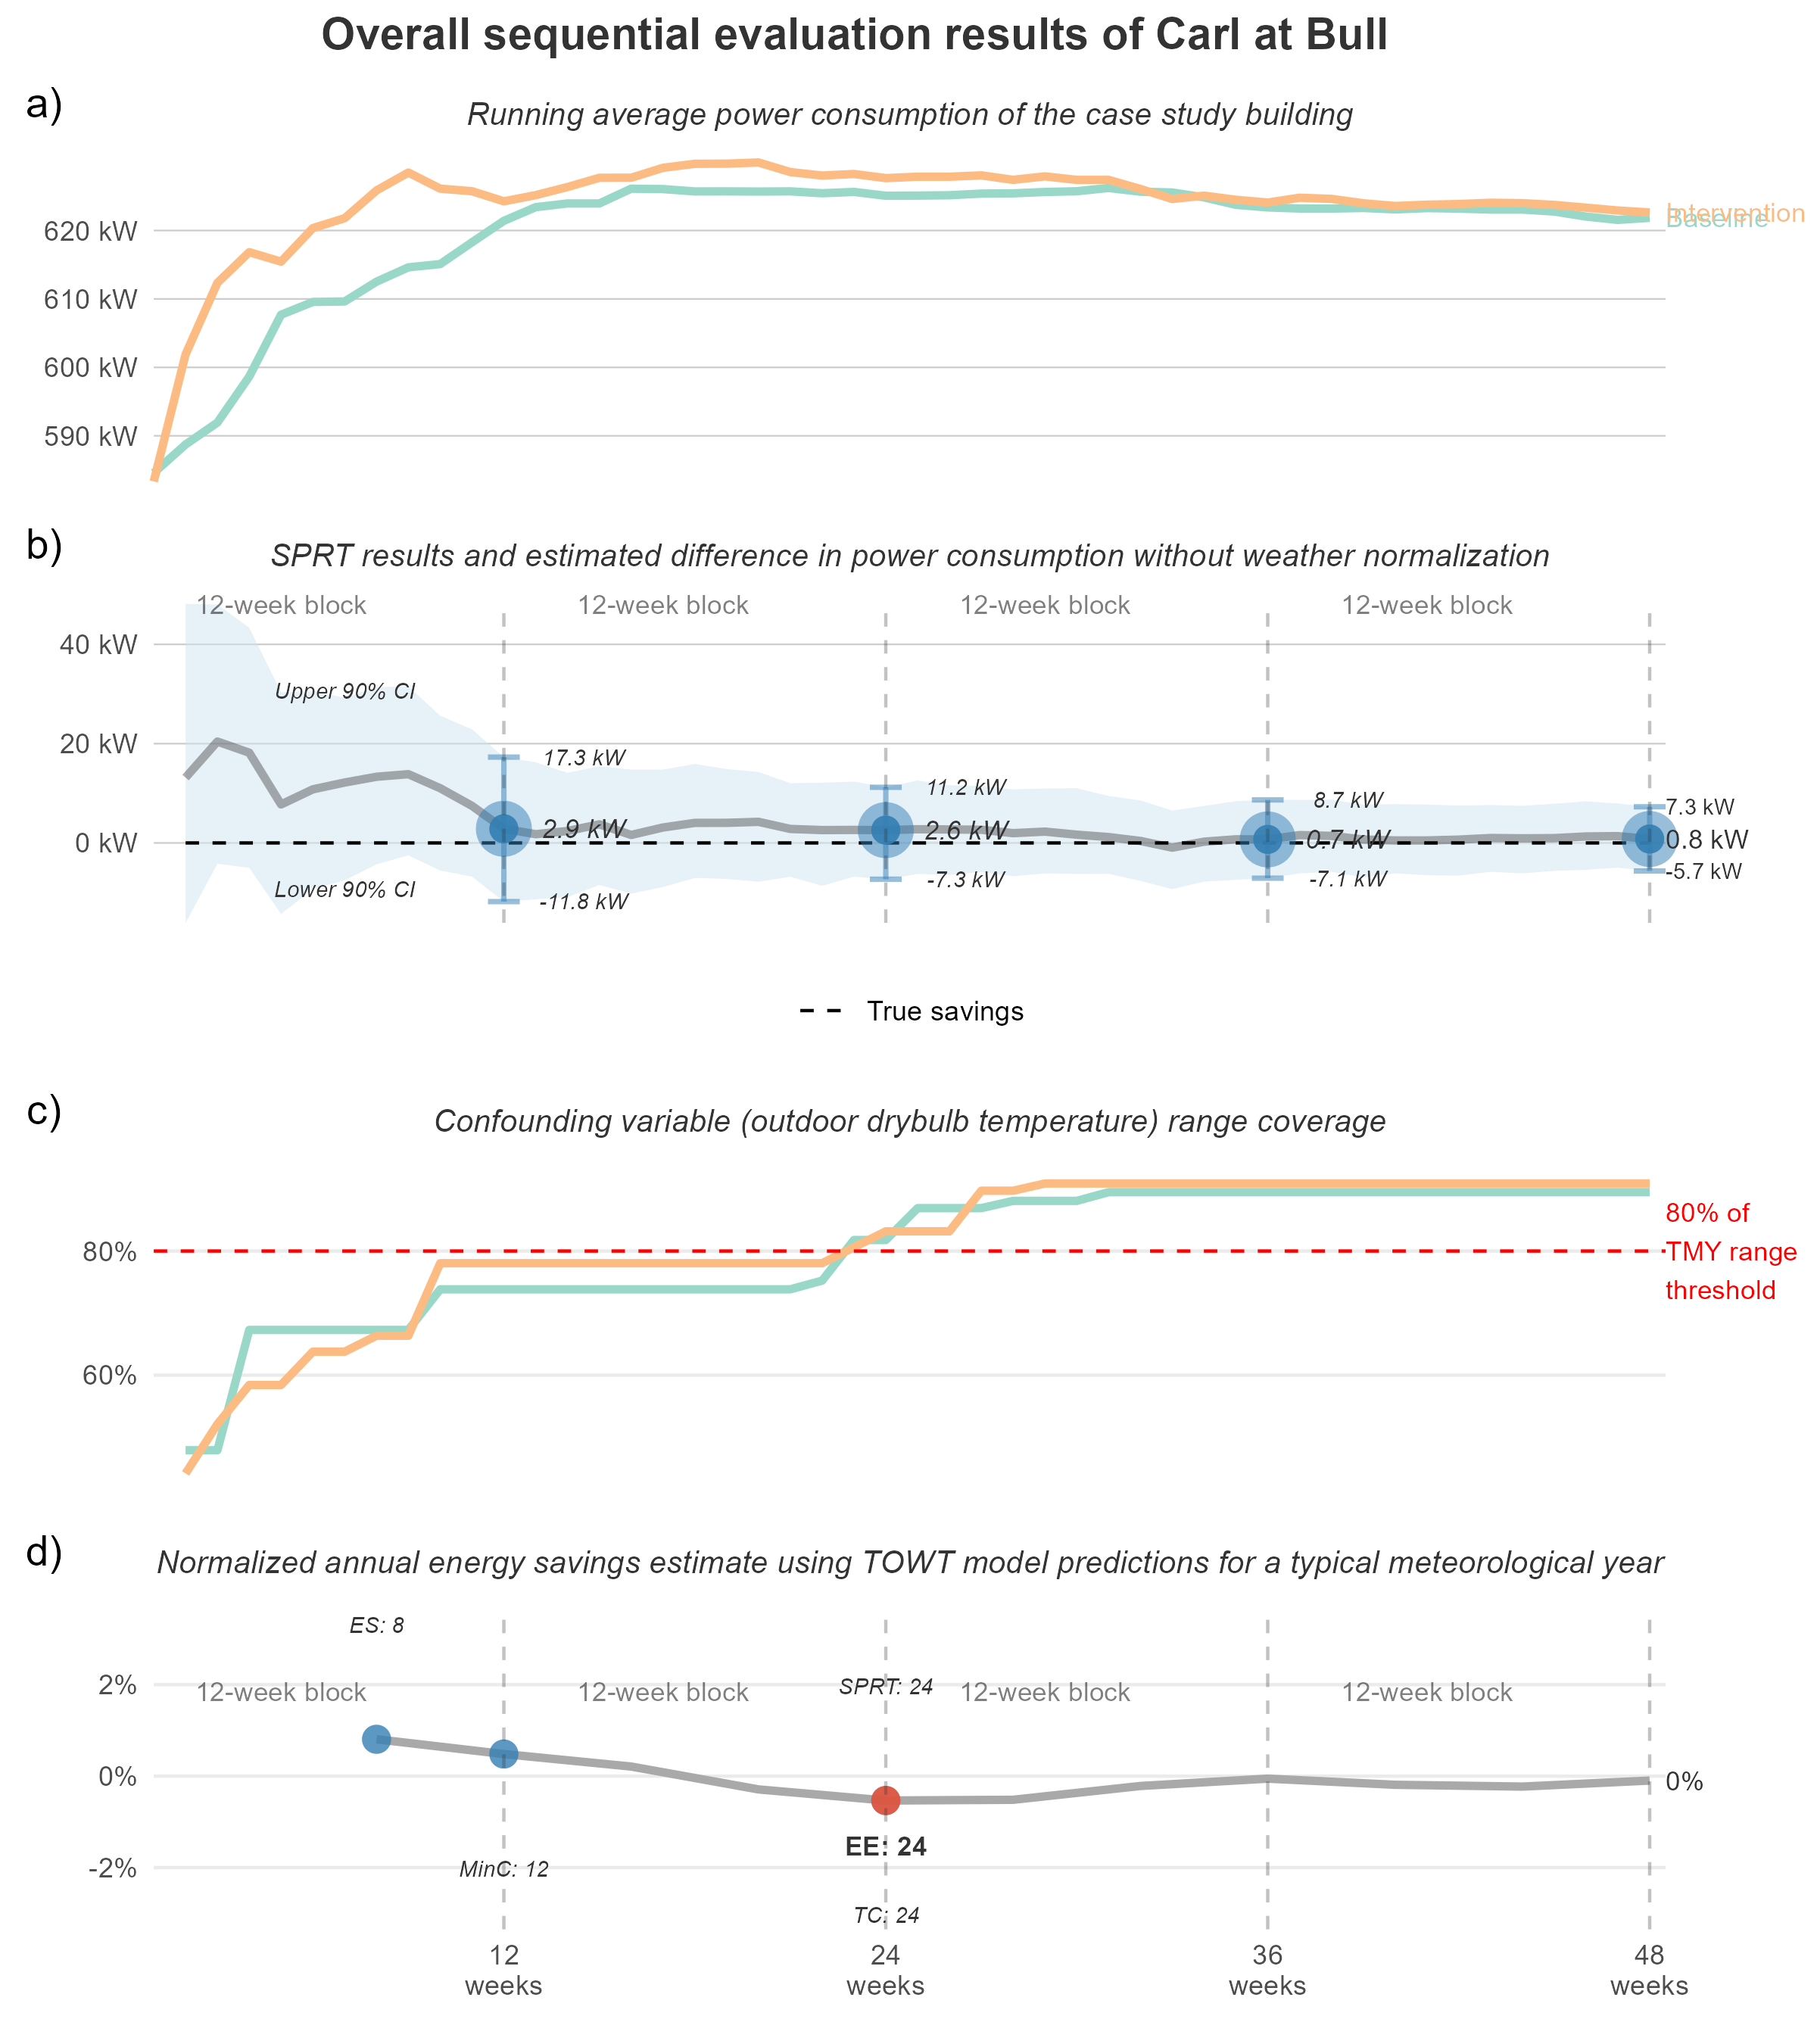 Overall sequential evaluation results of Carl at Bull
a)
Running average power consumption of the case study building
620 kW
610 kW
600 kW
590 kW
Intervention
Baseline
b)
SPRT results and estimated difference in power consumption without weather normalization
12-week block
12-week block
12-week block
12-week block
40 kW
20 kW
0 kW
Upper 90% CI
Lower 90% CI
17.3 kW
2.9 kW
-11.8 kW
11.2 kW
2.6 kW
-7.3 kW
8.7 kW
0.7 kW
-7.1 kW
7.3 kW
0.8 kW
-5.7 kW
True savings
c)
Confounding variable (outdoor drybulb temperature) range coverage
80%
60%
80% of
TMY range
threshold
d)
Normalized annual energy savings estimate using TOWT model predictions for a typical meteorological year
ES: 8
SPRT: 24
12-week block
12-week block
12-week block
12-week block
2%
0%
-2%
0%
EE: 24
MinC: 12
TC: 24
12
weeks
24
weeks
36
weeks
48
weeks